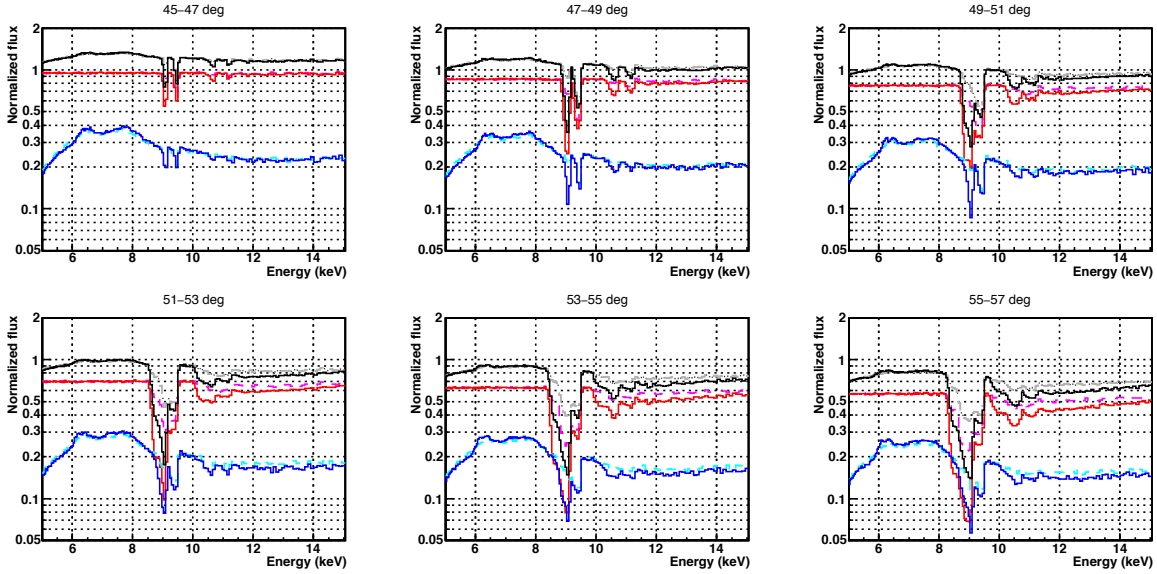 45−47 deg
47−49 deg
49−51 deg
Normalized flux
2
1
0.5
0.4
0.3
0.2
0.1
0.05
6 8 10 12 14
Energy (keV)
Normalized flux
2
1
0.5
0.4
0.3
0.2
0.1
0.05
6 8 10 12 14
Energy (keV)
Normalized flux
2
1
0.5
0.4
0.3
0.2
0.1
0.05
6 8 10 12 14
Energy (keV)
51−53 deg
53−55 deg
55−57 deg
Normalized flux
2
1
0.5
0.4
0.3
0.2
0.1
0.05
6 8 10 12 14
Energy (keV)
Normalized flux
2
1
0.5
0.4
0.3
0.2
0.1
0.05
6 8 10 12 14
Energy (keV)
Normalized flux
2
1
0.5
0.4
0.3
0.2
0.1
0.05
6 8 10 12 14
Energy (keV)